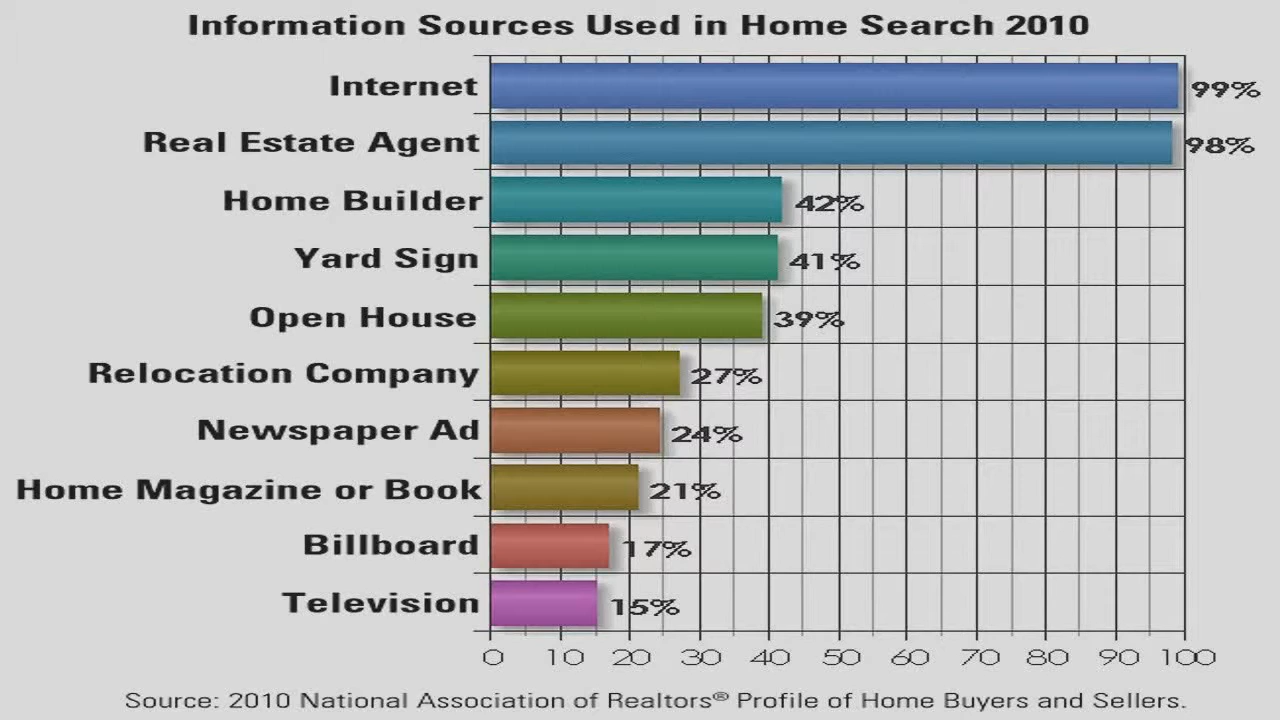 Information Sources Used in Home Search 2010
Internet 99%
Real Estate Agent 98%
Home Builder 42%
Yard Sign 41%
Open House 39%
Relocation Company 27%
Newspaper Ad 24%
Home Magazine or Book 21%
Billboard 17%
Television 15%
0 10 20 30 40 50 60 70 80 90 100
Source: 2010 National Association of Realtors® Profile of Home Buyers and Sellers.